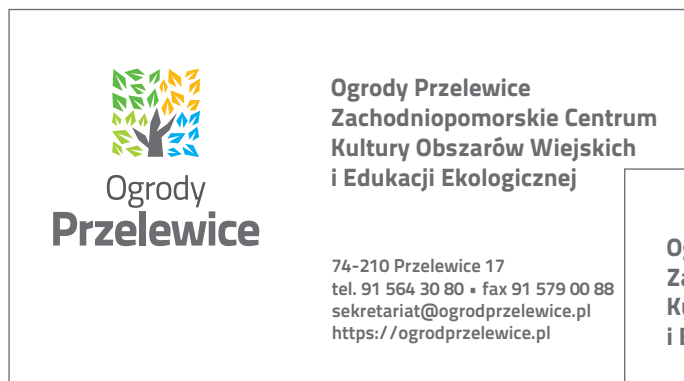 Ogrody
Przelewice
Ogrody Przelewice
Zachodniopomorskie Centrum
Kultury Obszarów Wiejskich
i Edukacji Ekologicznej
74-210 Przelewice 17
tel. 91 564 30 80 • fax 91 579 00 88
sekretariat@ogrodprzelewice.pl
https://ogrodprzelewice.pl